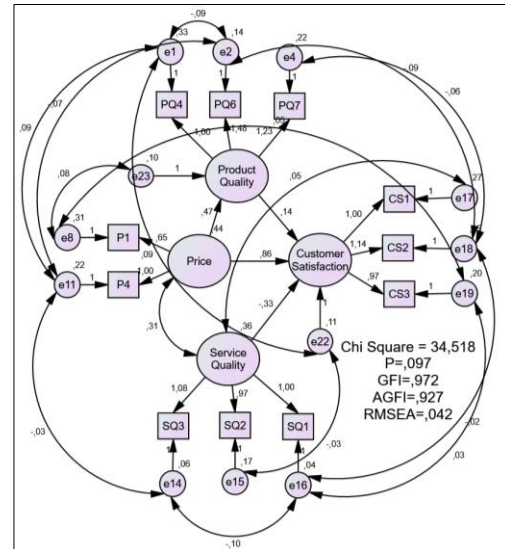 -,09
,33
,14
,22
e1
e2
e4
-,09
-,06
-,07
1
1
1
PQ4
PQ6
PQ7
,09
1,00
1,48
1,23
,05
,08
,10
e23
1
Product
Quality
,05
,27
CS1
1
e17
,47
,14
1,00
,31
e8
1
P1
,65
,44
,09
Price
,86
Customer
Satisfaction
1,14
CS2
1
e18
,22
e11
1
P4
1,00
,97
,20
CS3
1
e19
-,33
,31
,36
Service
Quality
1
,11
e22
Chi Square = 34,518
P=,097
GFI=,972
AGFI=,927
RMSEA=,042
1,08
,97
1,00
SQ3
SQ2
SQ1
-,03
-,03
-,02
,03
1
1
1
,06
,17
,04
e14
e15
e16
-,10